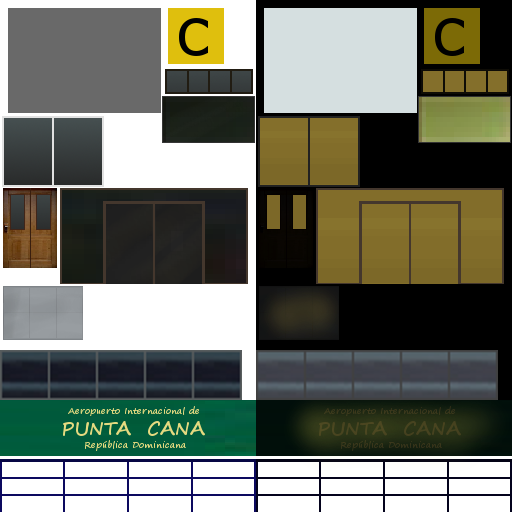 C
C
Aeropuerto Internacional de
PUNTA CANA
República Dominicana
Aeropuerto Internacional de
PUNTA CANA
República Dominicana